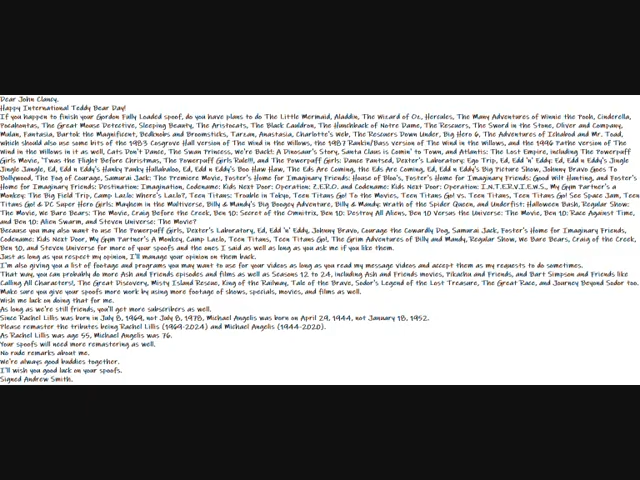 Dear John Clancy,
Happy International Teddy Bear Day!
If you happen to finish your Gordon Fully Loaded spoof, do you have plans to do The Little Mermaid, Aladdin, The Wizard of Oz, Hercules, The Many Adventures of Winnie the Pooh, Cinderella,
Pocahontas, The Great Mouse Detective, Sleeping Beauty, The Aristocats, The Black Cauldron, The Hunchback of Notre Dame, The Rescuers, The Sword in the Stone, Oliver and Company,
Mulan, Fantasia, Bartok the Magnificent, Bedknobs and Broomsticks, Tarzan, Anastasia, Charlotte's Web, The Rescuers Down Under, Big Hero 6, The Adventures of Ichabod and Mr. Toad,
which should also use some bits of the 1983 Cosgrove Hall version of The Wind in the Willows, the 1987 Rankin/Bass version of The Wind in the Willows, and the 1996 Pathe version of The
Wind in the Willows in it as well, Cats Don't Dance, The Swan Princess, We're Back!: A Dinosaur's Story, Santa Claus is Comin' to Town, and Atlantis: The Lost Empire, including The Powerpuff
Girls Movie, 'Twas the Flight Before Christmas, The Powerpuff Girls Rule!!!, and The Powerpuff Girls: Dance Pantsed, Dexter's Laboratory: Ego Trip, Ed, Edd 'n' Eddy: Ed, Edd n Eddy's Jingle
Jingle Jangle, Ed, Edd n Eddy's Hanky Panky Hullabaloo, Ed, Edd n Eddy's Boo Haw Haw, The Eds Are Coming, the Eds Are Coming, Ed, Edd n Eddy's Big Picture Show, Johnny Bravo Goes To
Bollywood, The Fog of Courage, Samurai Jack: The Premiere Movie, Foster's Home for Imaginary Friends: House of Bloo's, Foster's Home for Imaginary Friends: Good Wilt Hunting, and Foster's
Home for Imaginary Friends: Destination: Imagination, Codename: Kids Next Door: Operation: Z.E.R.O. and Codename: Kids Next Door: Operation: I.N.T.E.R.V.I.E.W.S., My Gym Partner's a
Monkey: The Big Field Trip, Camp Lazlo: Where's Lazlo?, Teen Titans: Trouble in Tokyo, Teen Titans Go! To the Movies, Teen Titans Go! vs. Teen Titans, Teen Titans Go! See Space Jam, Teen
Titans Go! & DC Super Hero Girls: Mayhem in the Multiverse, Billy & Mandy's Big Boogey Adventure, Billy & Mandy: Wrath of the Spider Queen, and Underfist: Halloween Bash, Regular Show:
The Movie, We Bare Bears: The Movie, Craig Before the Creek, Ben 10: Secret of the Omnitrix, Ben 10: Destroy All Aliens, Ben 10 Versus the Universe: The Movie, Ben 10: Race Against Time,
and Ben 10: Alien Swarm, and Steven Universe: The Movie?
Because you may also want to use The Powerpuff Girls, Dexter's Laboratory, Ed, Edd 'n' Eddy, Johnny Bravo, Courage the Cowardly Dog, Samurai Jack, Foster's Home for Imaginary Friends,
Codename: Kids Next Door, My Gym Partner's A Monkey, Camp Lazlo, Teen Titans, Teen Titans Go!, The Grim Adventures of Billy and Mandy, Regular Show, We Bare Bears, Craig of the Creek,
Ben 10, and Steven Universe for more of your spoofs and the ones I said as well as long as you ask me if you like them.
Just as long as you respect my opinion, I'll manage your opinion on them back.
I'm also giving you a list of footage and programs you may want to use for your videos as long as you read my message videos and accept them as my requests to do sometimes.
That way, you can probably do more Ash and Friends episodes and films as well as Seasons 12 to 24, including Ash and Friends movies, Pikachu and Friends, and Bart Simpson and Friends like
Calling All Characters!, The Great Discovery, Misty Island Rescue, King of the Railway, Tale of the Brave, Sodor's Legend of the Lost Treasure, The Great Race, and Journey Beyond Sodor too.
Make sure you give your spoofs more work by using more footage of shows, specials, movies, and films as well.
Wish me luck on doing that for me.
As long as we're still friends, you'll get more subscribers as well.
Since Rachel Lillis was born in July 8, 1969, not July 8, 1978, Michael Angelis was born on April 29, 1944, not January 18, 1952.
Please remaster the tributes being Rachel Lillis (1969-2024) and Michael Angelis (1944-2020).
As Rachel Lillis was age 55, Michael Angelis was 76.
Your spoofs will need more remastering as well.
No rude remarks about me.
We're always good buddies together.
I'll wish you good luck on your spoofs.
Signed Andrew Smith.